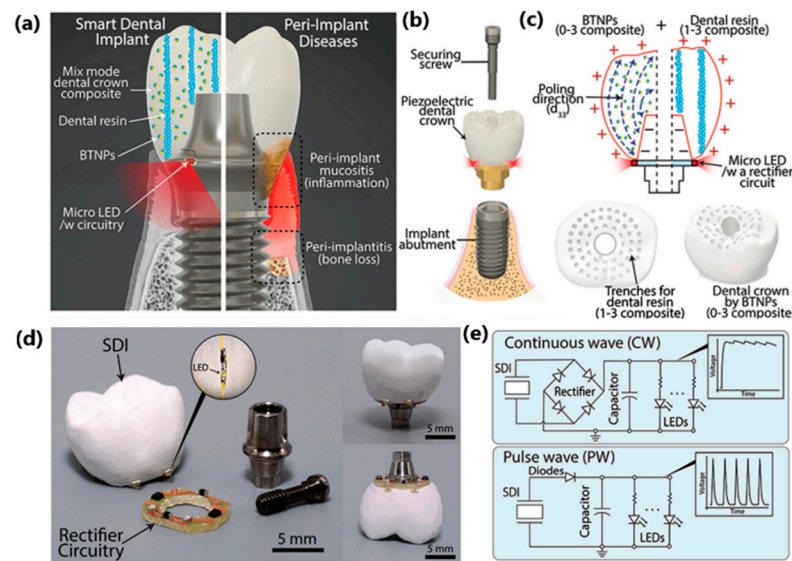 (a)
Smart Dental
Implant
Peri-Implant
Diseases
Mix mode
dental crown
composite
Dental resin
BTNPs
Micro LED
/w circuitry
Peri-implant
mucositis
(inflammation)
Peri-implantitis
(bone loss)
(b)
Securing
screw
Piezoelectric
dental
crown
Implant
abutment
(c)
BTNPs
(0-3 composite)
+
Dental resin
(1-3 composite)
Poling
direction
(d33)
Micro LED
/w a rectifier
circuit
Trenches for
dental resin
(1-3 composite)
Dental crown
by BTNPs
(0-3 composite)
(d)
SDI
LED
Rectifier
Circuitry
5 mm
5 mm
5 mm
(e)
Continuous wave (CW)
SDI
Rectifier
Capacitor
LEDs
Voltage
Time
Pulse wave (PW)
Diodes
SDI
Capacitor
LEDs
Voltage
Time